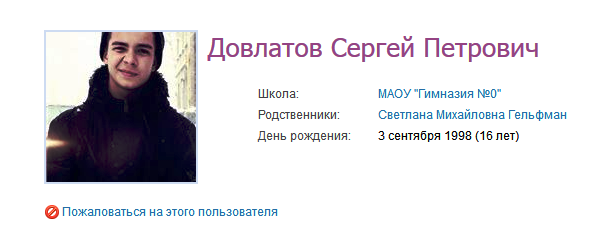 Довлатов Сергей Петрович
Школа: МАОУ "Гимназия №0"
Родственники: Светлана Михайловна Гельфман
День рождения: 3 сентября 1998 (16 лет)
Пожаловаться на этого пользователя